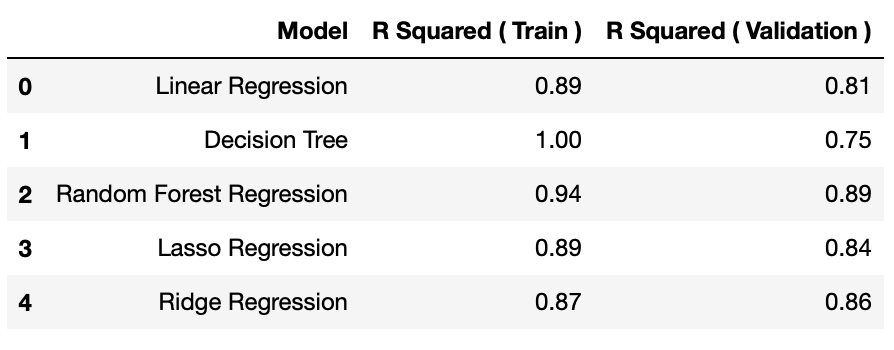 Model R Squared ( Train ) R Squared ( Validation )
0 Linear Regression 0.89 0.81
1 Decision Tree 1.00 0.75
2 Random Forest Regression 0.94 0.89
3 Lasso Regression 0.89 0.84
4 Ridge Regression 0.87 0.86